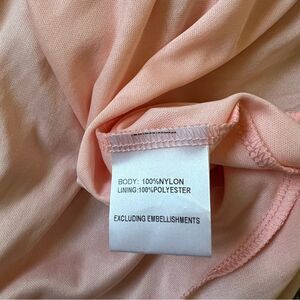 BODY: 100%NYLON
LINING:100%POLYESTER
EXCLUDING EMBELLISHMENTS